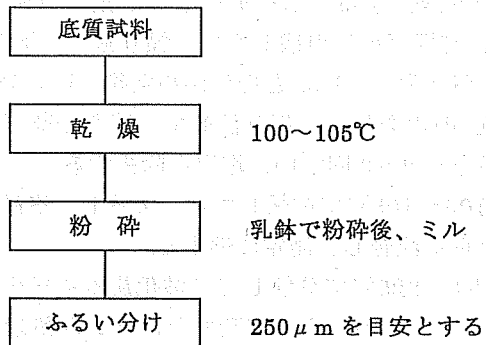 底質試料
乾 燥 100〜105℃
粉 砕 乳鉢で粉砕後、ミル
ふるい分け 250μmを目安とする